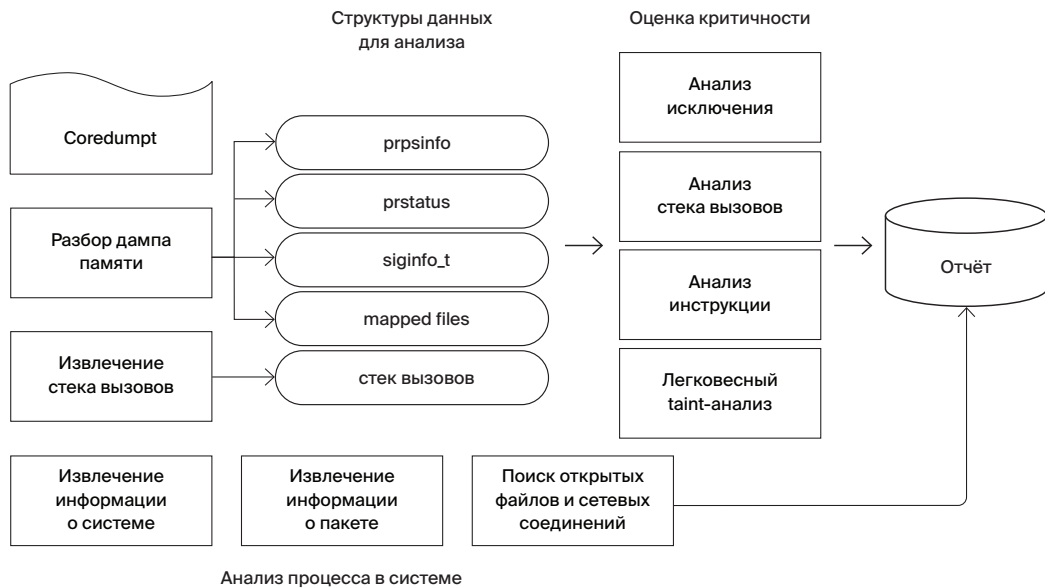 Структуры данных
для анализа
Оценка критичности
Coredumpt
Разбор дампа
памяти
Извлечение
стека вызовов
prpsinfo
prstatus
siginfo_t
mapped files
стек вызовов
Анализ
исключения
Анализ
стека вызовов
Анализ
инструкции
Легковесный
taint-анализ
Отчёт
Извлечение
информации
о системе
Извлечение
информации
о пакете
Поиск открытых
файлов и сетевых
соединений
Анализ процесса в системе